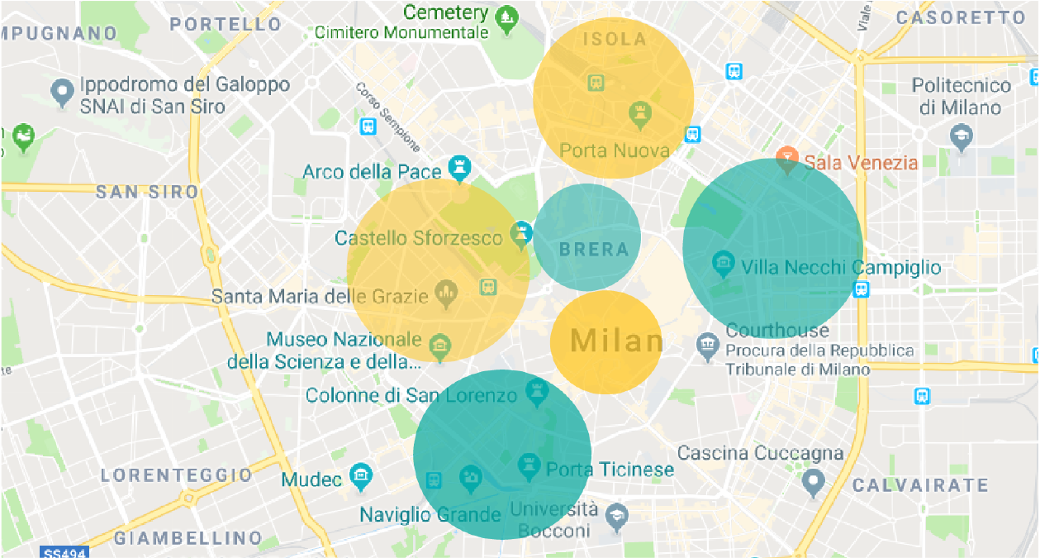 MPUGNANO
PORTELLO
Cemetery
Cimitero Monumentale
ISOLA
Viale
CASORETTO
Ippodromo del Galoppo
SNAI di San Siro
Corso Sempione
Politecnico
di Milano
Porta Nuova
Sala Venezia
Arco della Pace
SAN SIRO
Castello Sforzesco
BRERA
Villa Necchi Campiglio
Santa Maria delle Grazie
Milan
Courthouse
Procura della Repubblica
Tribunale di Milano
Museo Nazionale
della Scienza e della...
Colonne di San Lorenzo
LORENTEGGIO
Mudec
Porta Ticinese
Cascina Cuccagna
CALVAIRATE
Naviglio Grande
Università
Bocconi
GIAMBELLINO
SS494